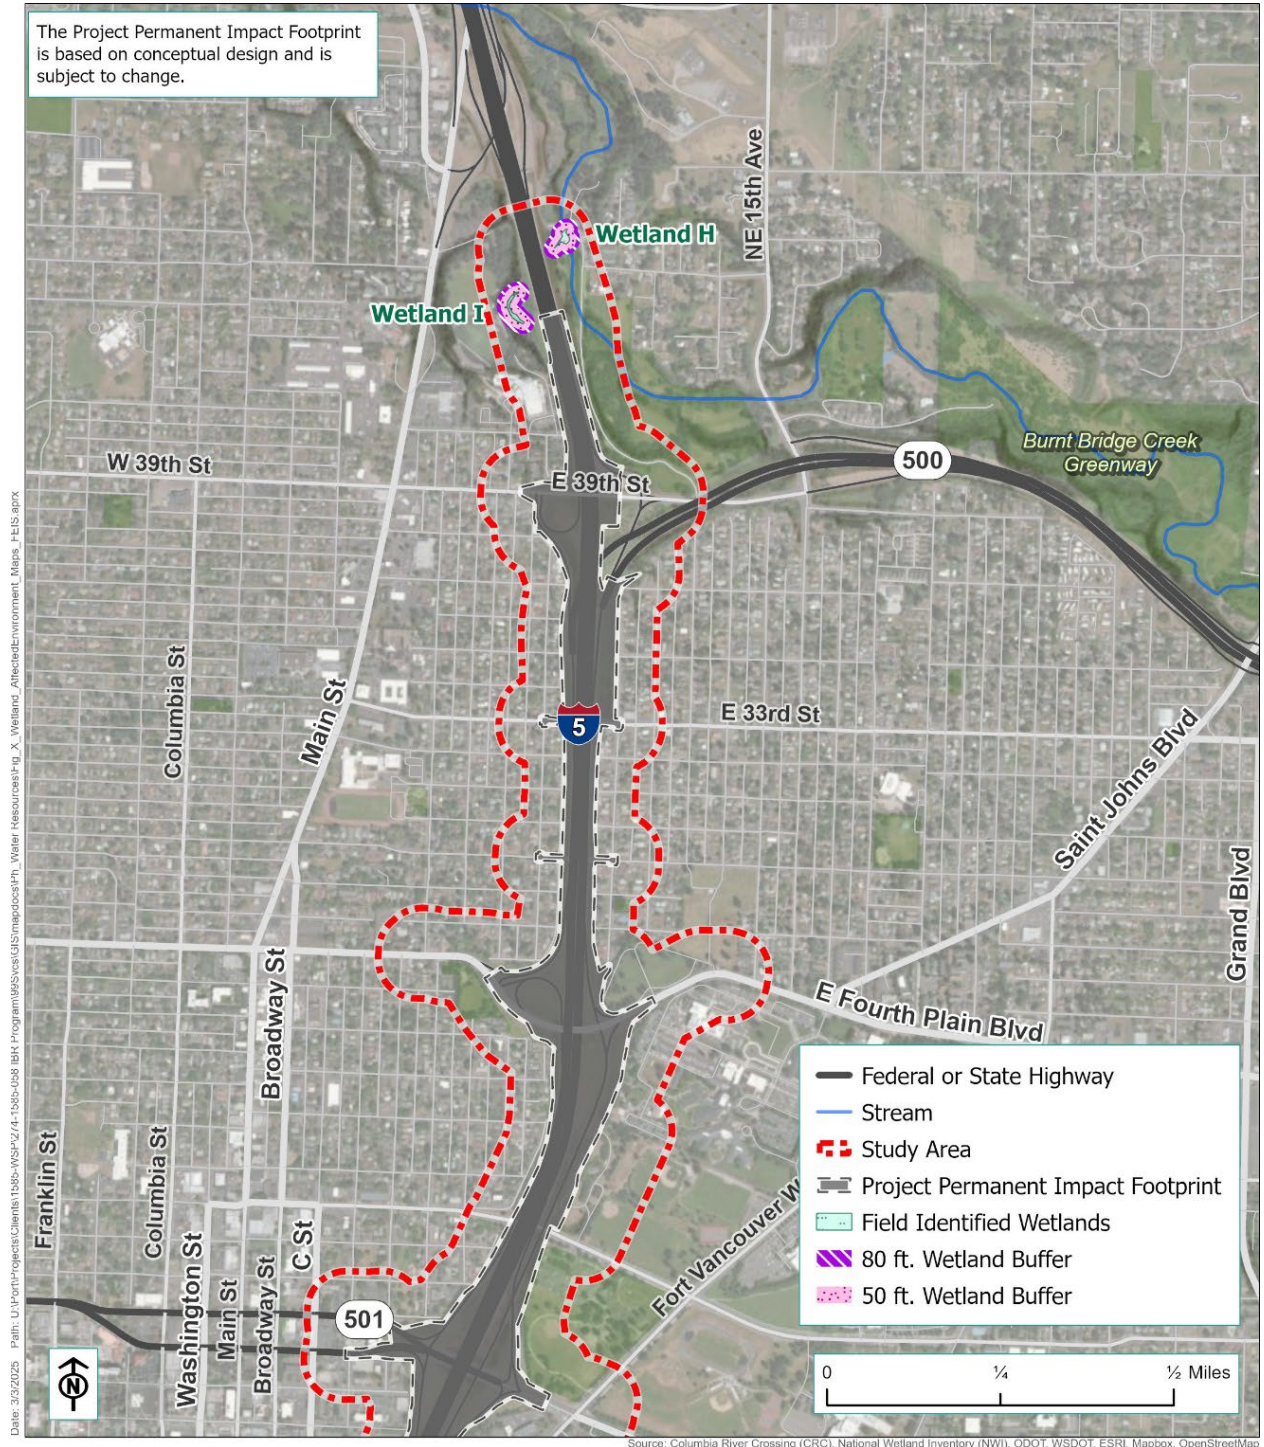 The Project Permanent Impact Footprint
is based on conceptual design and is
subject to change.
NE 15th Ave
Wetland H
Wetland I
Burnt Bridge Creek
Greenway
500
W 39th St
E 39th St
Columbia St
Main St
5
E 33rd St
Saint Johns Blvd
Grand Blvd
Broadway St
E Fourth Plain Blvd
Franklin St
Columbia St
Washington St
Main St
Broadway St
C St
501
Fort Vancouver W
Federal or State Highway
Stream
Study Area
Project Permanent Impact Footprint
Field Identified Wetlands
80 ft. Wetland Buffer
50 ft. Wetland Buffer
N
0 ¼ ½ Miles
Date: 3/3/2025
Source: Columbia River Crossing (CRC), National Wetland Inventory (NWI), ODOT, WSDOT, ESRI, Mapbox, OpenStreetMap